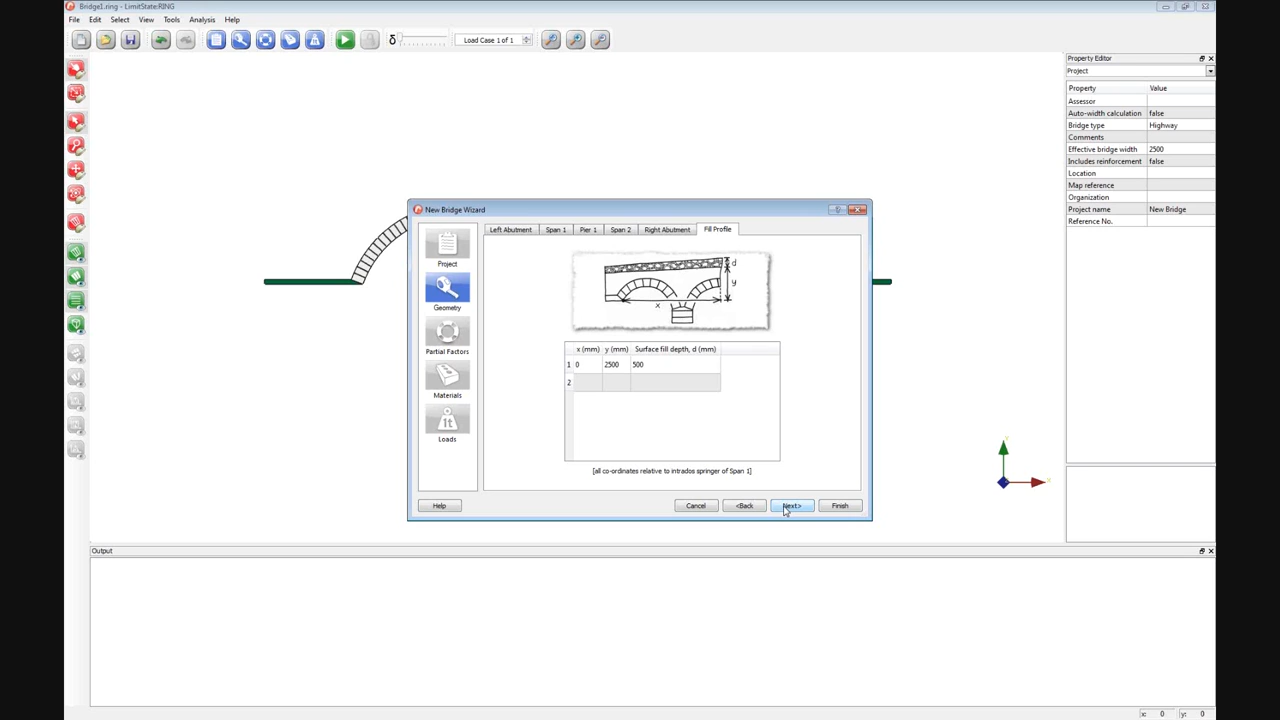 Bridge1.ring - LimitState:RING
File Edit Select View Tools Analysis Help
δ Load Case 1 of 1
Property Editor
Project
Property Value
Assessor
Auto-width calculation false
Bridge type Highway
Comments
Effective bridge width 2500
Includes reinforcement false
Location
Map reference
Organization
Project name New Bridge
Reference No.
New Bridge Wizard
Project
Geometry
Partial Factors
Materials
1t
Loads
Left Abutment Span 1 Pier 1 Span 2 Right Abutment Fill Profile
d
y
x
x (mm) y (mm) Surface fill depth, d (mm)
1 0 2500 500
2
[all co-ordinates relative to intrados springer of Span 1]
Help Cancel <Back Next> Finish
Output
x: 0 y: 0